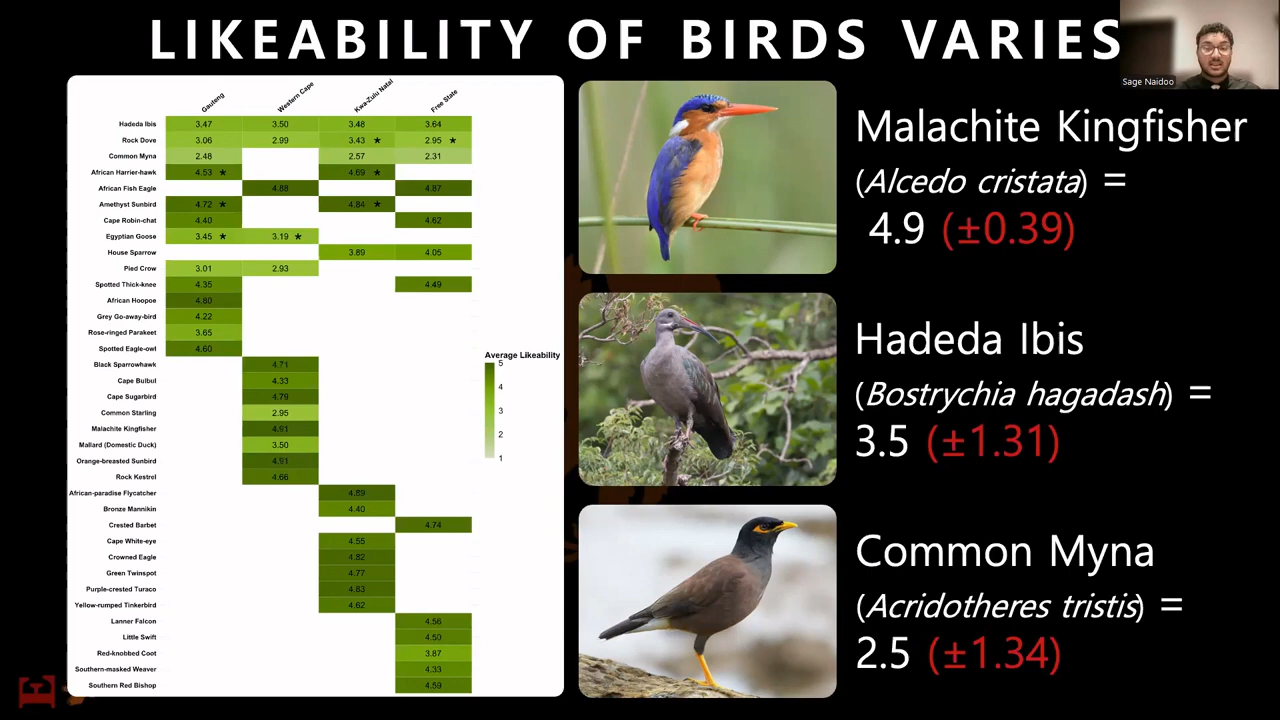 LIKEABILITY OF BIRDS VARIES
Sage Naidoo
Gauteng Western Cape Kwa-Zulu Natal Free State
Hadeda Ibis 3.47 3.50 3.48 3.64
Rock Dove 3.06 2.99 3.43 ★ 2.95 ★
Common Myna 2.48 2.57 2.31
African Harrier-hawk 4.53 ★ 4.69 ★
African Fish Eagle 4.88 4.87
Amethyst Sunbird 4.72 ★ 4.84 ★
Cape Robin-chat 4.40 4.62
Egyptian Goose 3.45 ★ 3.19 ★
House Sparrow 3.89 4.05
Pied Crow 3.01 2.93
Spotted Thick-knee 4.35 4.49
African Hoopoe 4.80
Grey Go-away-bird 4.22
Rose-ringed Parakeet 3.65
Spotted Eagle-owl 4.60
Black Sparrowhawk 4.71
Cape Bulbul 4.33
Cape Sugarbird 4.79
Common Starling 2.95
Malachite Kingfisher 4.91
Mallard (Domestic Duck) 3.50
Orange-breasted Sunbird 4.91
Rock Kestrel 4.66
African-paradise Flycatcher 4.89
Bronze Mannikin 4.40
Crested Barbet 4.74
Cape White-eye 4.55
Crowned Eagle 4.82
Green Twinspot 4.77
Purple-crested Turaco 4.83
Yellow-rumped Tinkerbird 4.62
Lanner Falcon 4.56
Little Swift 4.50
Red-knobbed Coot 3.87
Southern-masked Weaver 4.33
Southern Red Bishop 4.59
Average Likeability
5
4
3
2
1
Malachite Kingfisher
(Alcedo cristata) =
4.9 (±0.39)
Hadeda Ibis
(Bostrychia hagadash) =
3.5 (±1.31)
Common Myna
(Acridotheres tristis) =
2.5 (±1.34)
E